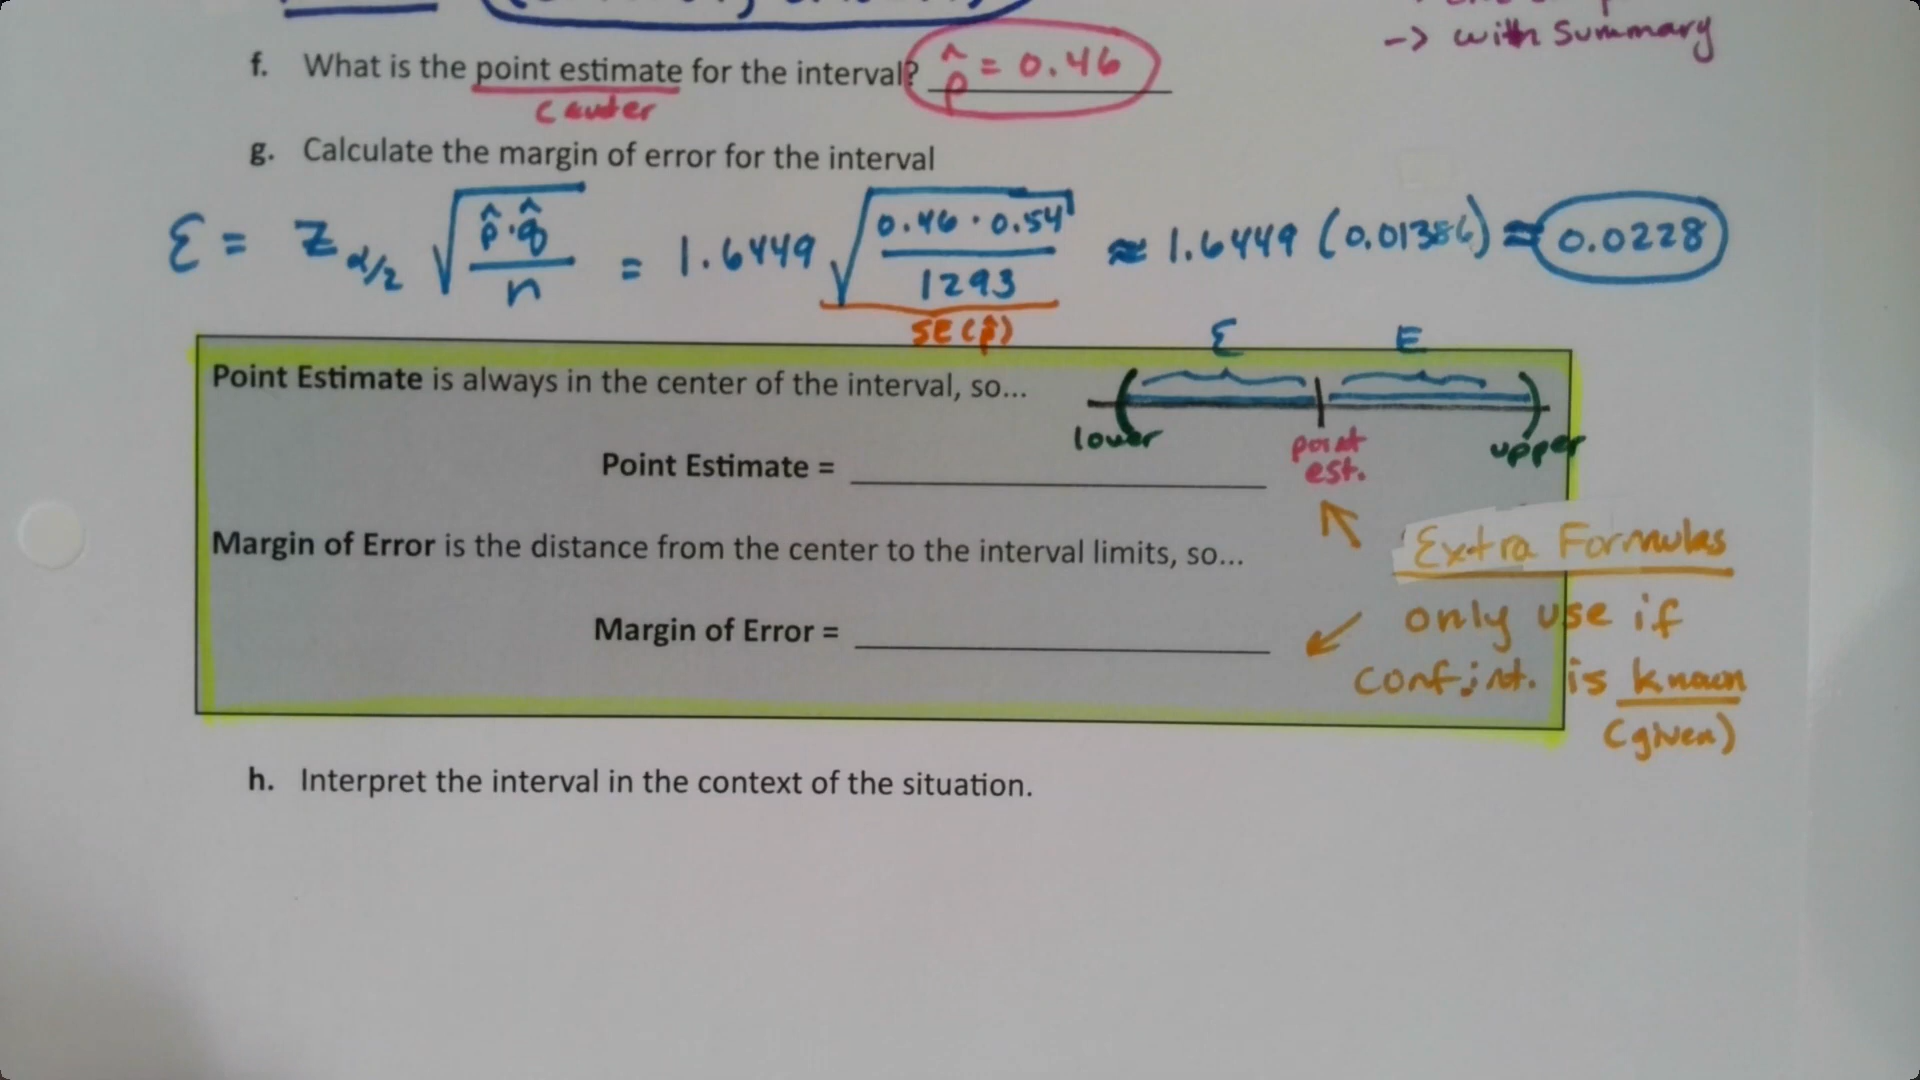 -> with Summary
f. What is the point estimate for the interval? p̂ = 0.46
center
g. Calculate the margin of error for the interval
E = Z α/2 √(p̂·q̂ / n) = 1.6449 √(0.46 · 0.54 / 1293) ≈ 1.6449 (0.01386) ≈ 0.0228
SE(p̂)
E E
Point Estimate is always in the center of the interval, so...
lower point est. upper
Point Estimate = ____________
Margin of Error is the distance from the center to the interval limits, so...
Extra Formulas
only use if
Margin of Error = ____________
conf. int. is known
(given)
h. Interpret the interval in the context of the situation.